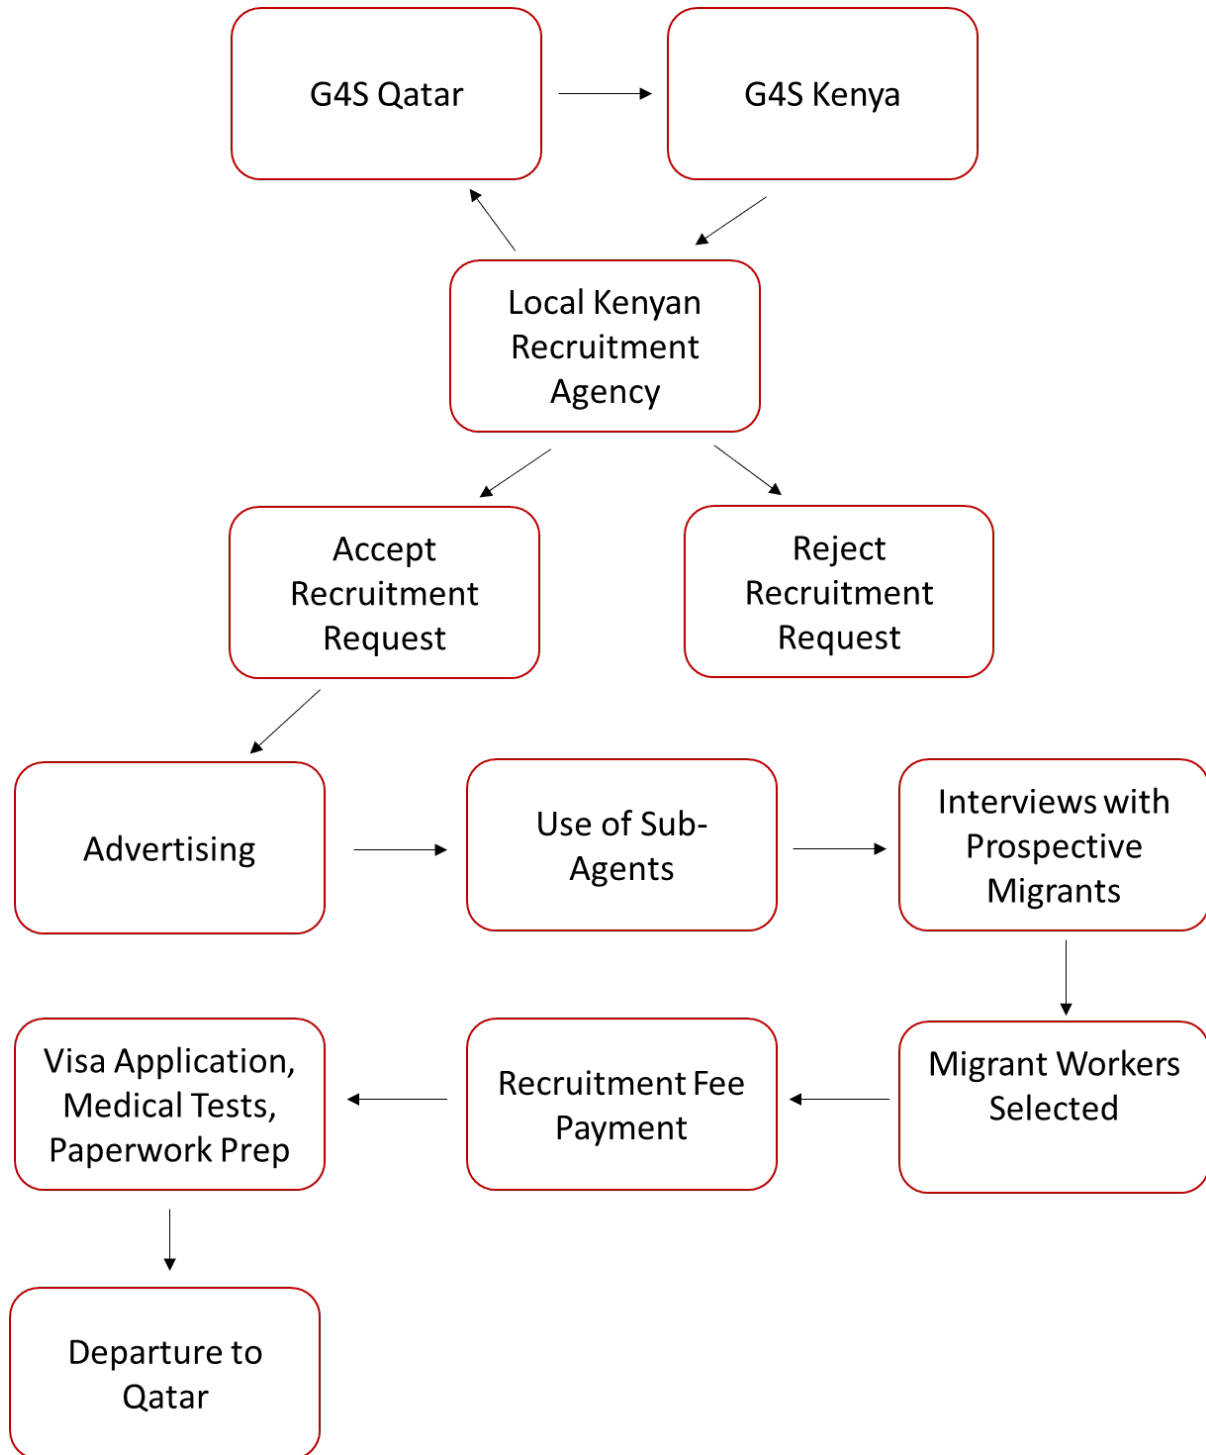 G4S Qatar
G4S Kenya
Local Kenyan
Recruitment
Agency
Accept
Recruitment
Request
Reject
Recruitment
Request
Advertising
Use of Sub-
Agents
Interviews with
Prospective
Migrants
Visa Application,
Medical Tests,
Paperwork Prep
Recruitment Fee
Payment
Migrant Workers
Selected
Departure to
Qatar